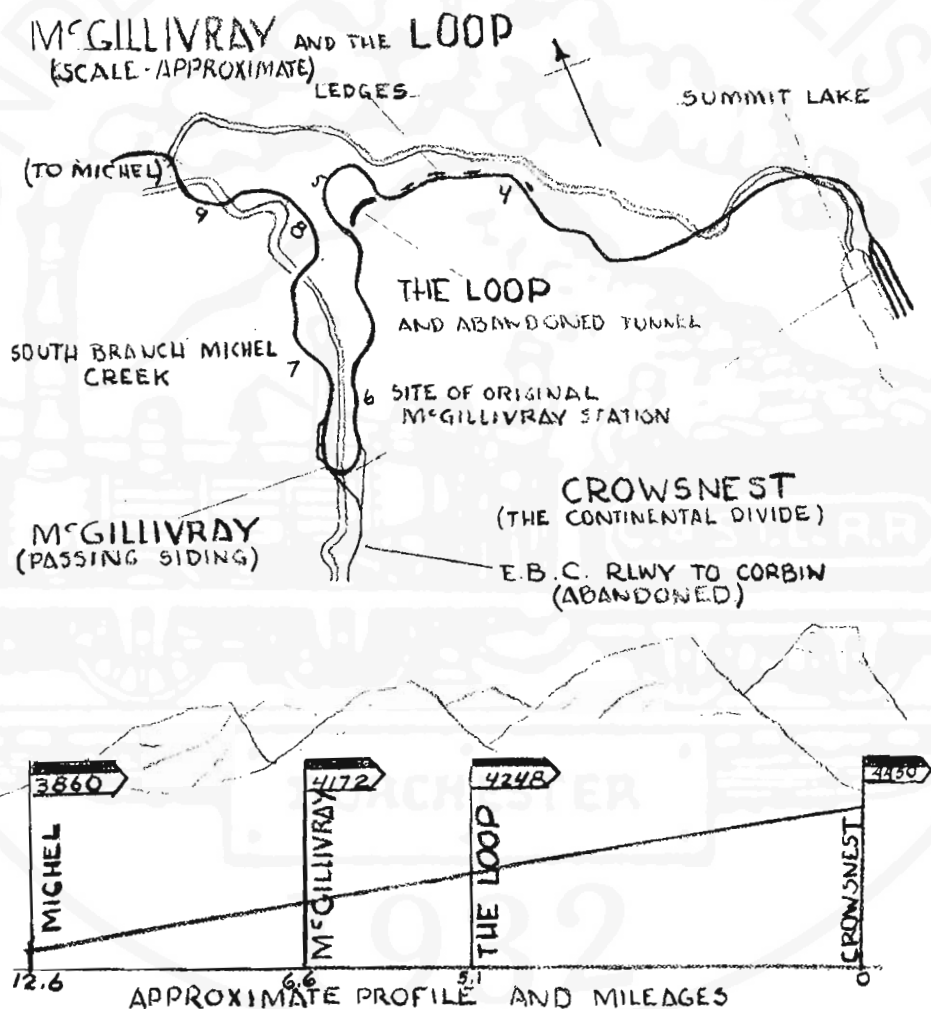 McGILLIVRAY AND THE LOOP
(SCALE-APPROXIMATE)
LEDGES
SUMMIT LAKE
(TO MICHEL)
5
4
9
8
THE LOOP
AND ABANDONED TUNNEL
SOUTH BRANCH MICHEL
CREEK
7
6
SITE OF ORIGINAL
McGILLIVRAY STATION
CROWSNEST
(THE CONTINENTAL DIVIDE)
McGILLIVRAY
(PASSING SIDING)
E.B.C. RLWY TO CORBIN
(ABANDONED)
3860
4172
4248
MICHEL
McGILLIVRAY
THE LOOP
CROWSNEST
12.6
6.6
5.1
0
APPROXIMATE PROFILE AND MILEAGES
932